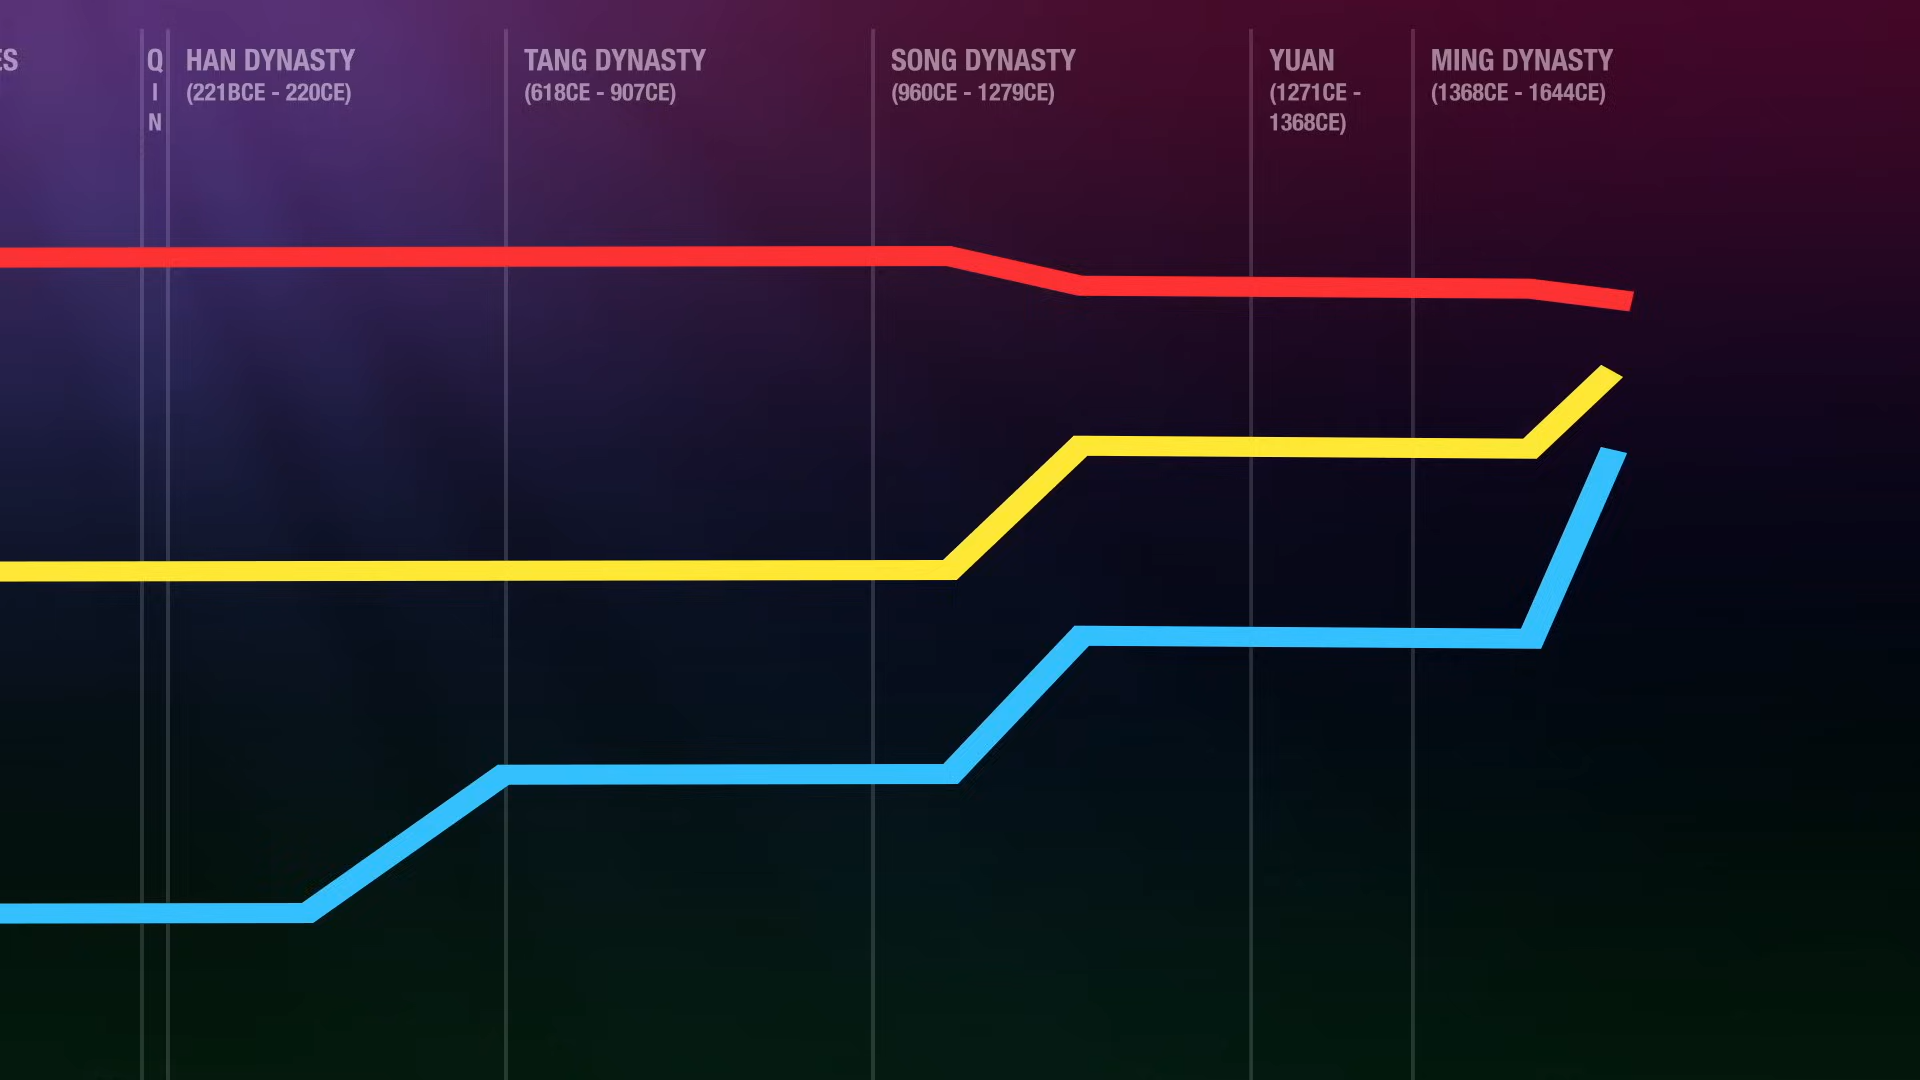 ES
Q
I
N
HAN DYNASTY
(221BCE - 220CE)
TANG DYNASTY
(618CE - 907CE)
SONG DYNASTY
(960CE - 1279CE)
YUAN
(1271CE -
1368CE)
MING DYNASTY
(1368CE - 1644CE)